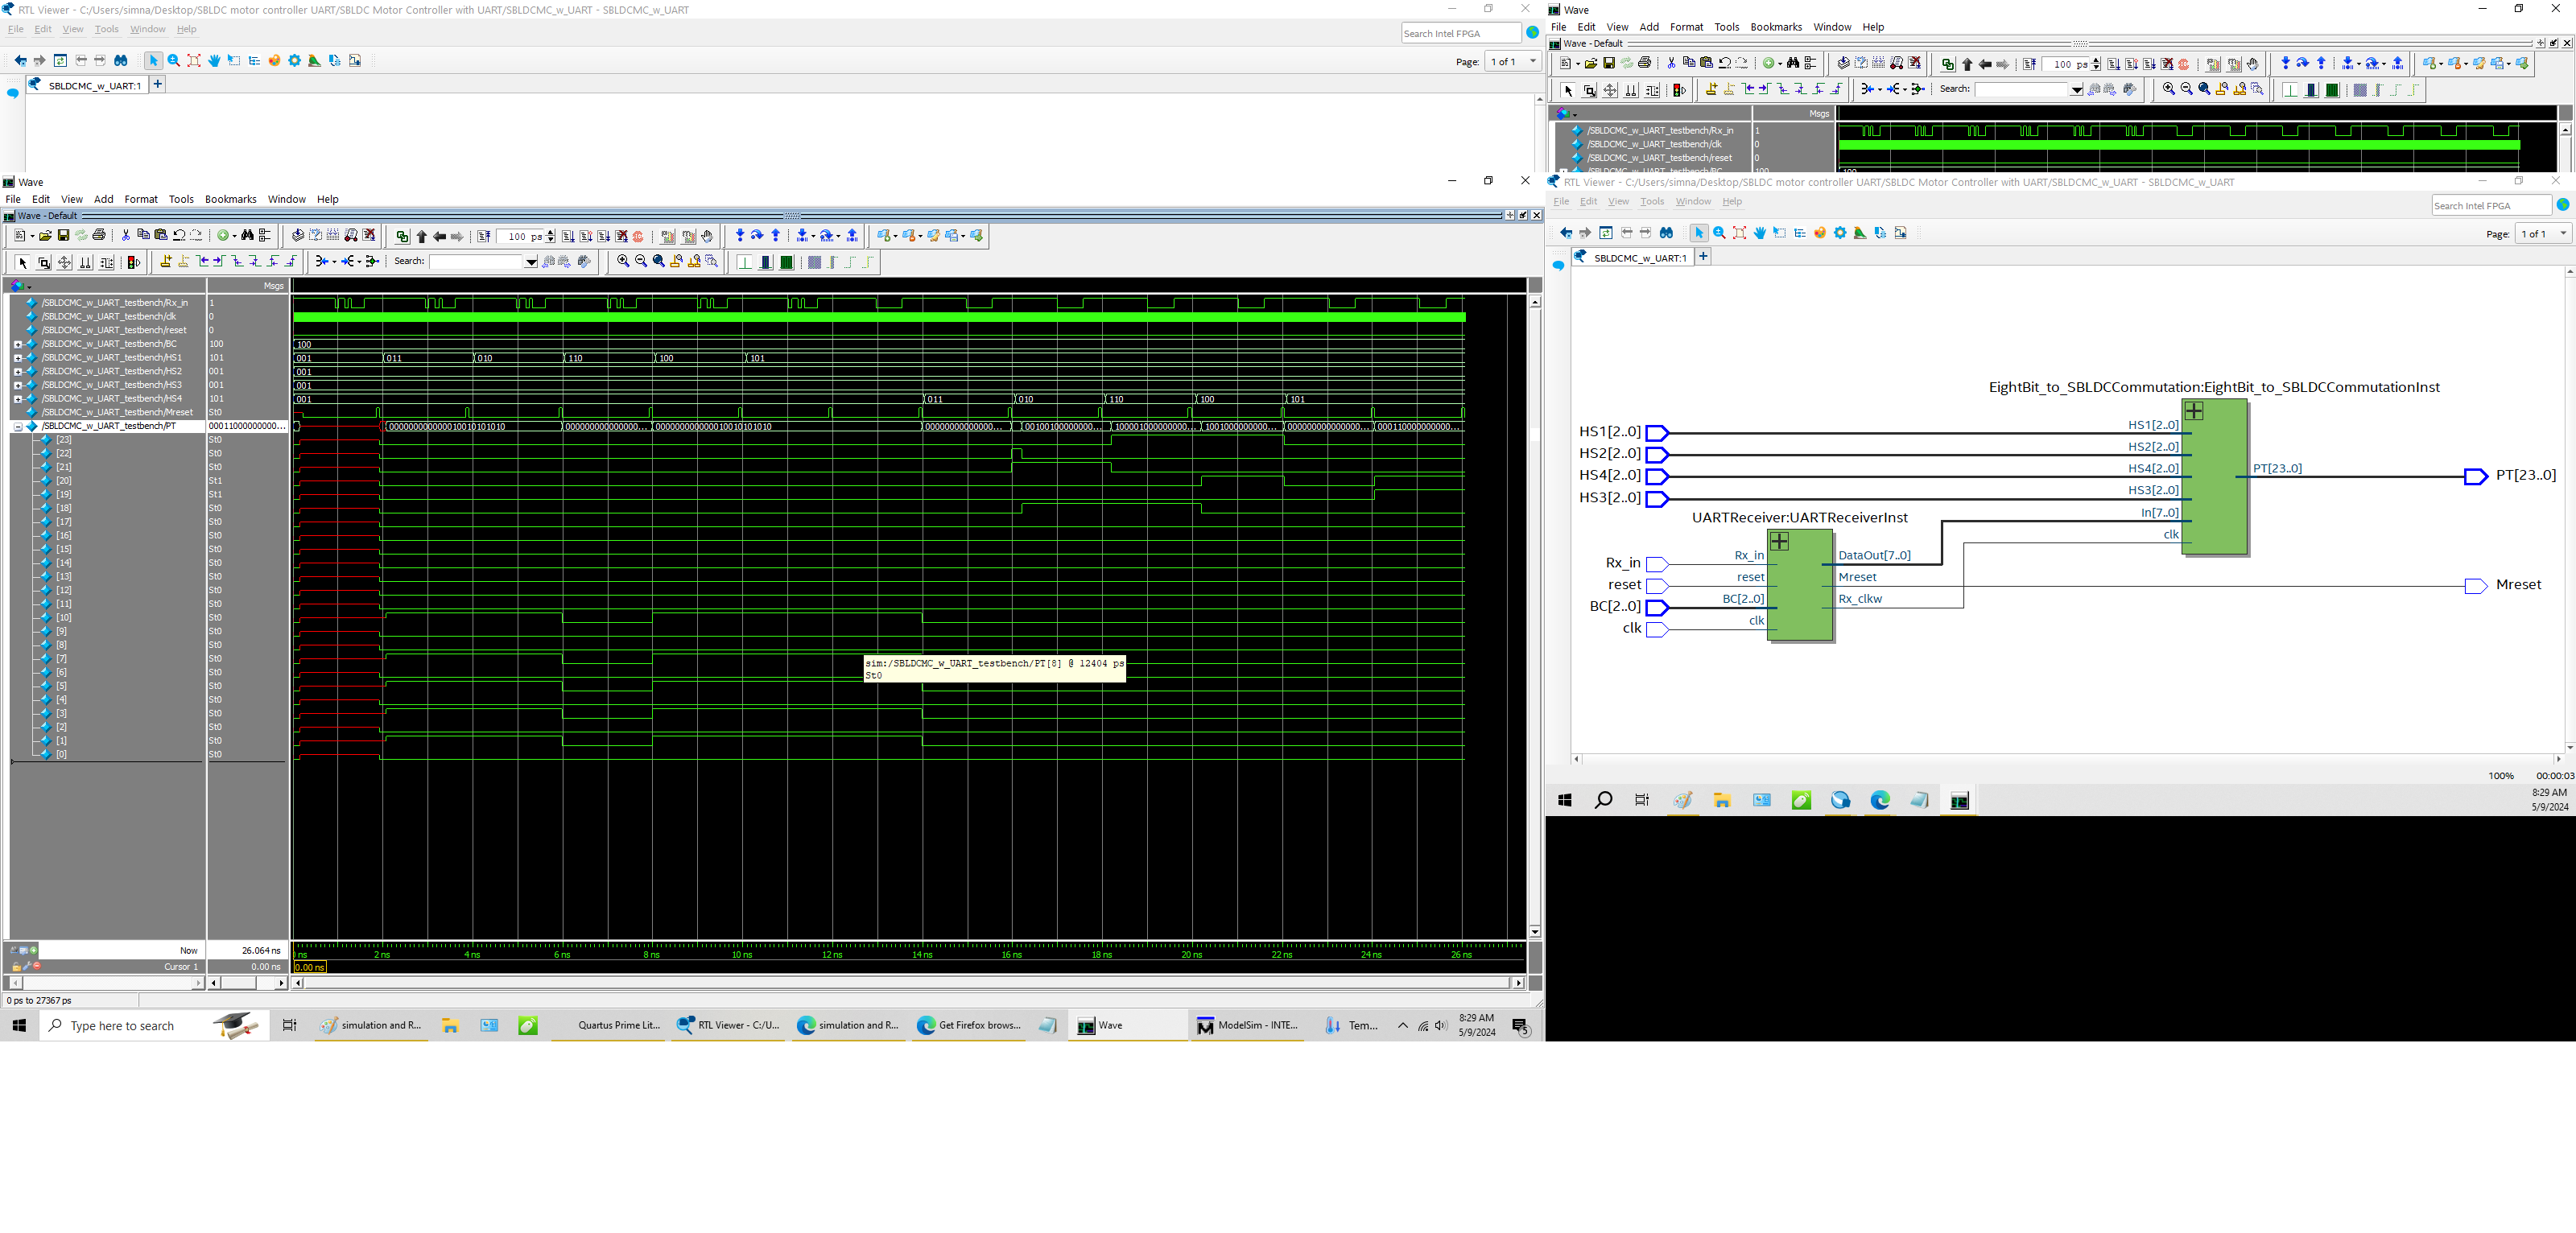 RTL Viewer - C:/Users/simna/Desktop/SBLDC motor controller UART/SBLDC Motor Controller with UART/SBLDCMC_w_UART - SBLDCMC_w_UART
File Edit View Tools Window Help
Search Intel FPGA
Page: 1 of 1
SBLDCMC_w_UART:1
Wave
File Edit View Add Format Tools Bookmarks Window Help
Wave - Default
100 ps
Search:
Msgs
/SBLDCMC_w_UART_testbench/Rx_in 1
/SBLDCMC_w_UART_testbench/clk 0
/SBLDCMC_w_UART_testbench/reset 0
Wave
File Edit View Add Format Tools Bookmarks Window Help
Wave - Default
100 ps
Search:
Msgs
/SBLDCMC_w_UART_testbench/Rx_in 1
/SBLDCMC_w_UART_testbench/clk 0
/SBLDCMC_w_UART_testbench/reset 0
/SBLDCMC_w_UART_testbench/BC 100 100
/SBLDCMC_w_UART_testbench/HS1 101 001 011 010 110 100 101
/SBLDCMC_w_UART_testbench/HS2 001 001
/SBLDCMC_w_UART_testbench/HS3 001 001
/SBLDCMC_w_UART_testbench/HS4 101 001 011 010 110 100 101
/SBLDCMC_w_UART_testbench/Mreset St0
/SBLDCMC_w_UART_testbench/PT 00011000000000... 000000000000010010101010 000000000000000... 000000000000010010101010 000000000000000... 00100100000000... 100001000000000... 1001000000000... 000000000000000... 000110000000000...
[23] St0
[22] St0
[21] St0
[20] St1
[19] St1
[18] St0
[17] St0
[16] St0
[15] St0
[14] St0
[13] St0
[12] St0
[11] St0
[10] St0
[9] St0
[8] St0
[7] St0
[6] St0
[5] St0
[4] St0
[3] St0
[2] St0
[1] St0
[0] St0
sim:/SBLDCMC_w_UART_testbench/PT[8] @ 12404 ps
St0
Now 26.064 ns
Cursor 1 0.00 ns
2 ns 4 ns 6 ns 8 ns 10 ns 12 ns 14 ns 16 ns 18 ns 20 ns 22 ns 24 ns 26 ns
0.00 ns
0 ps to 27367 ps
Type here to search
simulation and R...
Quartus Prime Lit...
RTL Viewer - C:/U...
simulation and R...
Get Firefox brows...
Wave
ModelSim - INTE...
Tem...
8:29 AM
5/9/2024
5
RTL Viewer - C:/Users/simna/Desktop/SBLDC motor controller UART/SBLDC Motor Controller with UART/SBLDCMC_w_UART - SBLDCMC_w_UART
File Edit View Tools Window Help
Search Intel FPGA
Page: 1 of 1
SBLDCMC_w_UART:1
EightBit_to_SBLDCCommutation:EightBit_to_SBLDCCommutationInst
HS1[2..0] HS1[2..0]
HS2[2..0] HS2[2..0]
HS4[2..0] HS4[2..0] PT[23..0] PT[23..0]
HS3[2..0] HS3[2..0]
In[7..0]
clk
UARTReceiver:UARTReceiverInst
Rx_in Rx_in DataOut[7..0]
reset reset Mreset Mreset
BC[2..0] BC[2..0] Rx_clkw
clk clk
100% 00:00:03
8:29 AM
5/9/2024